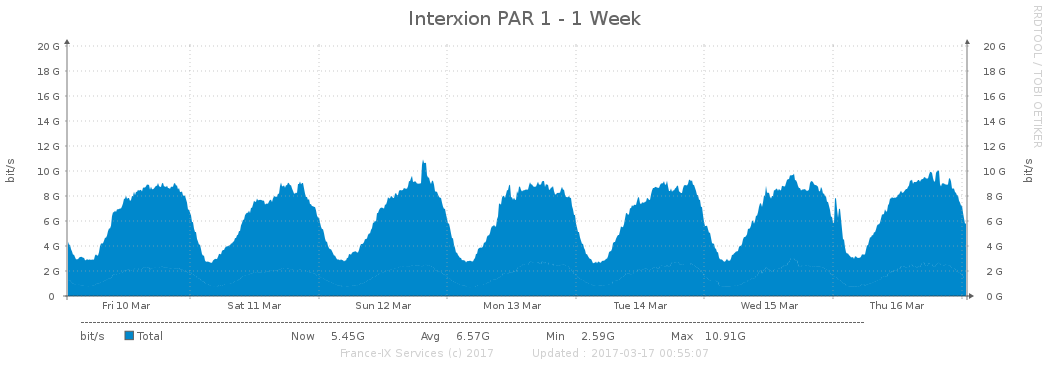 Interxion PAR 1 - 1 Week
RRDTOOL / TOBI OETIKER
bit/s
20 G
18 G
16 G
14 G
12 G
10 G
8 G
6 G
4 G
2 G
0
20 G
18 G
16 G
14 G
12 G
10 G
8 G
6 G
4 G
2 G
0 G
bit/s
Fri 10 Mar Sat 11 Mar Sun 12 Mar Mon 13 Mar Tue 14 Mar Wed 15 Mar Thu 16 Mar
bit/s Total Now 5.45G Avg 6.57G Min 2.59G Max 10.91G
France-IX Services (c) 2017 Updated : 2017-03-17 00:55:07